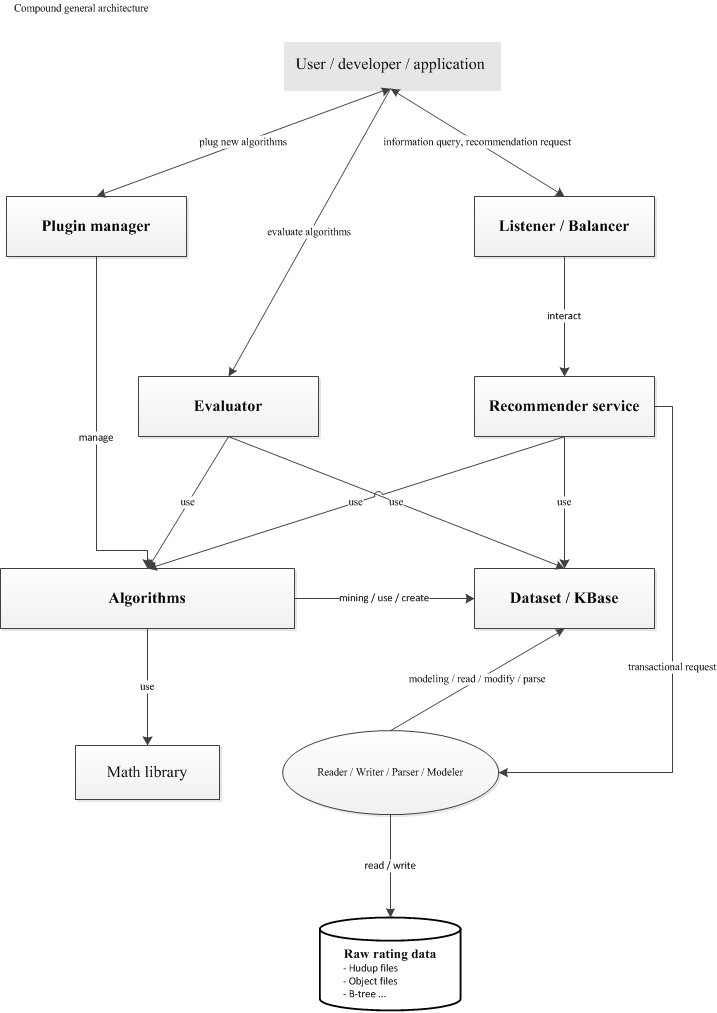 Compound general architecture
User / developer / application
plug new algorithms
information query, recommendation request
Plugin manager
Listener / Balancer
evaluate algorithms
interact
Evaluator
Recommender service
manage
use
use
use
use
Algorithms
mining / use / create
Dataset / KBase
transactional request
modeling / read / modify / parse
use
Math library
Reader / Writer / Parser / Modeler
read / write
Raw rating data
- Hudup files
- Object files
- B-tree ...